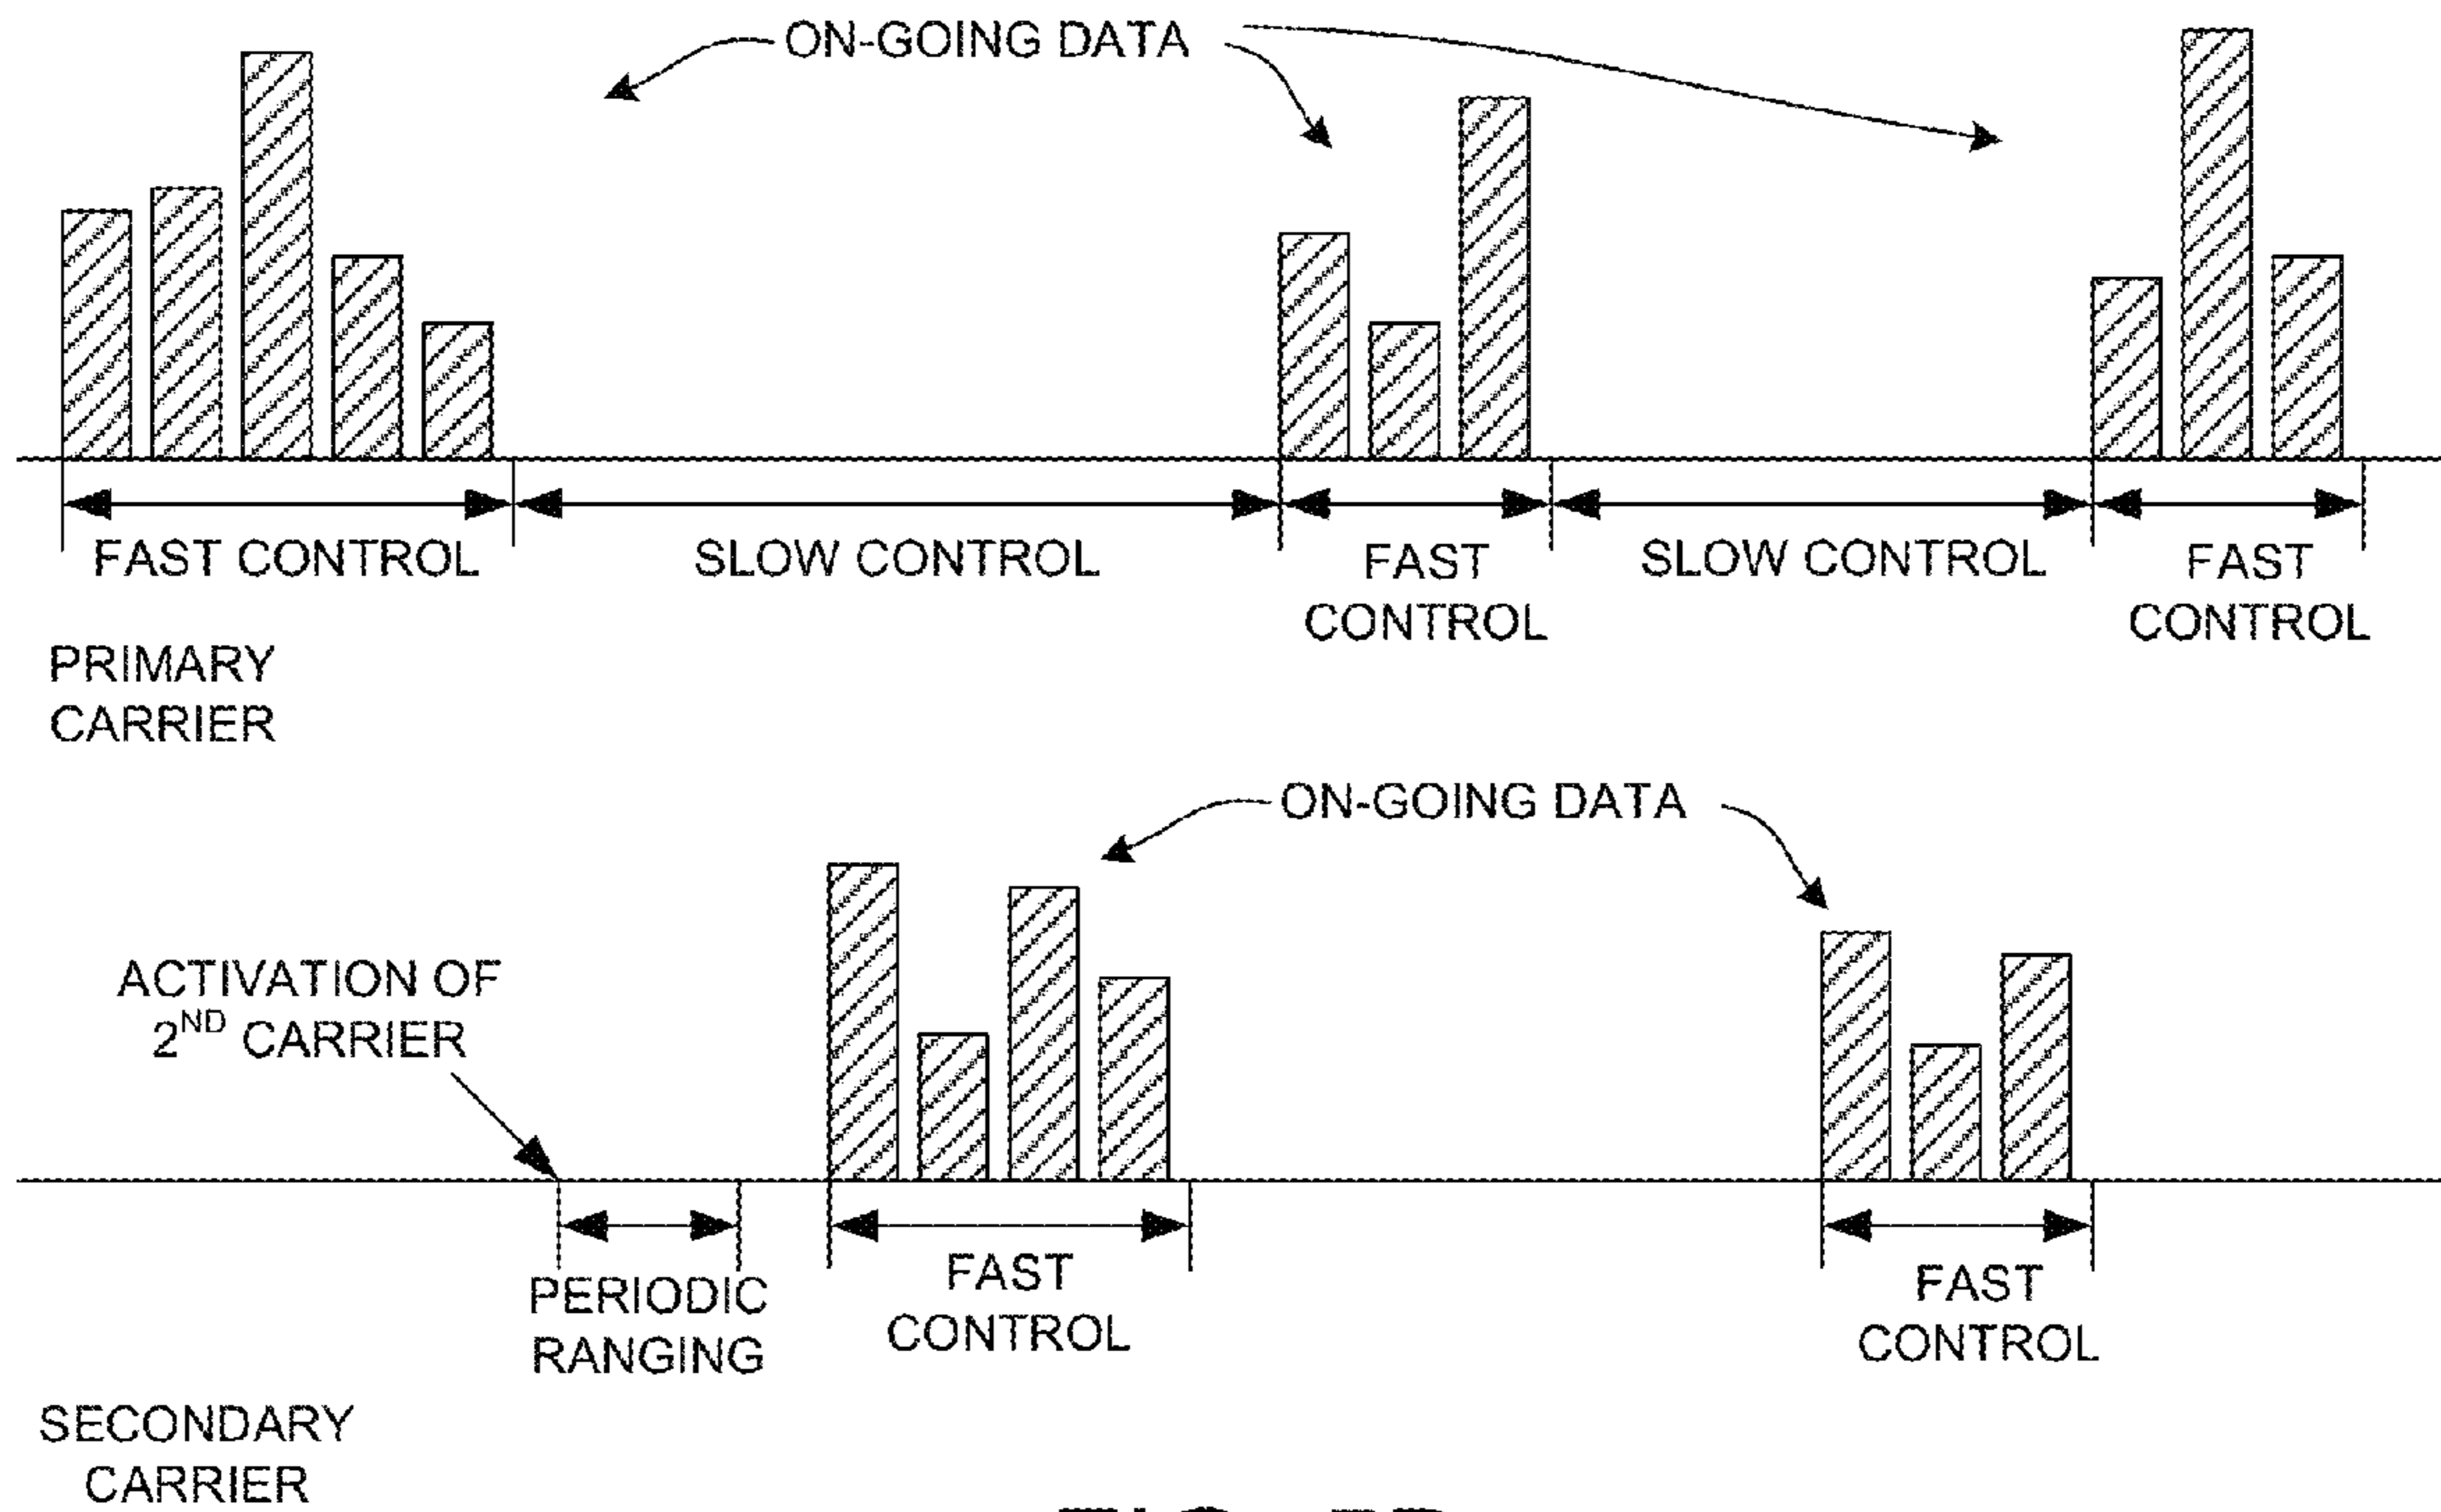 ON-GOING DATA
FAST CONTROL
SLOW CONTROL
FAST
CONTROL
SLOW CONTROL
FAST
CONTROL
PRIMARY
CARRIER
ON-GOING DATA
ACTIVATION OF
2ND CARRIER
PERIODIC
RANGING
FAST
CONTROL
FAST
CONTROL
SECONDARY
CARRIER